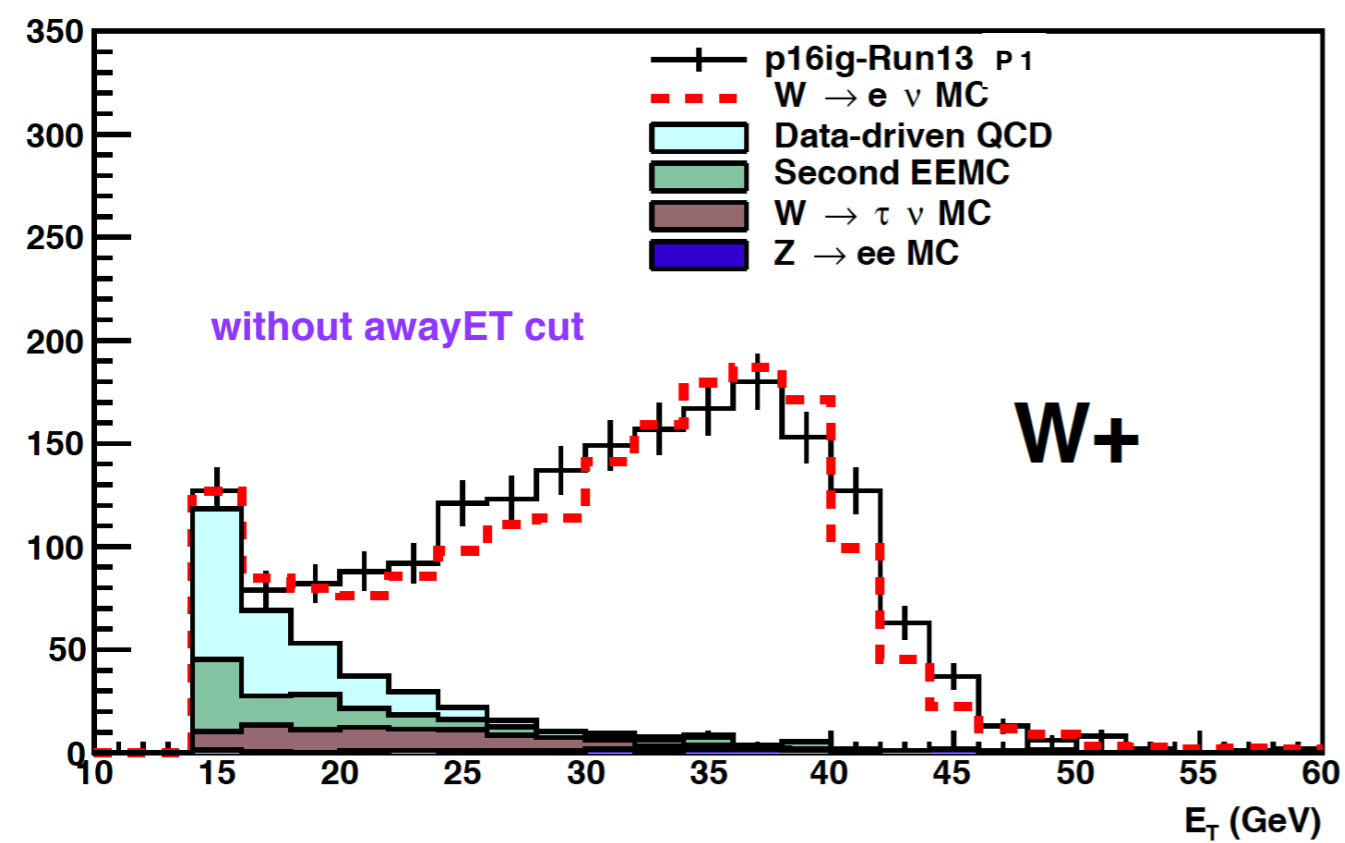 350
300
250
200
150
100
50
0
p16ig-Run13 P 1
W → e ν MC
Data-driven QCD
Second EEMC
W → τ ν MC
Z → ee MC
without awayET cut
W+
10 15 20 25 30 35 40 45 50 55 60
E_T (GeV)